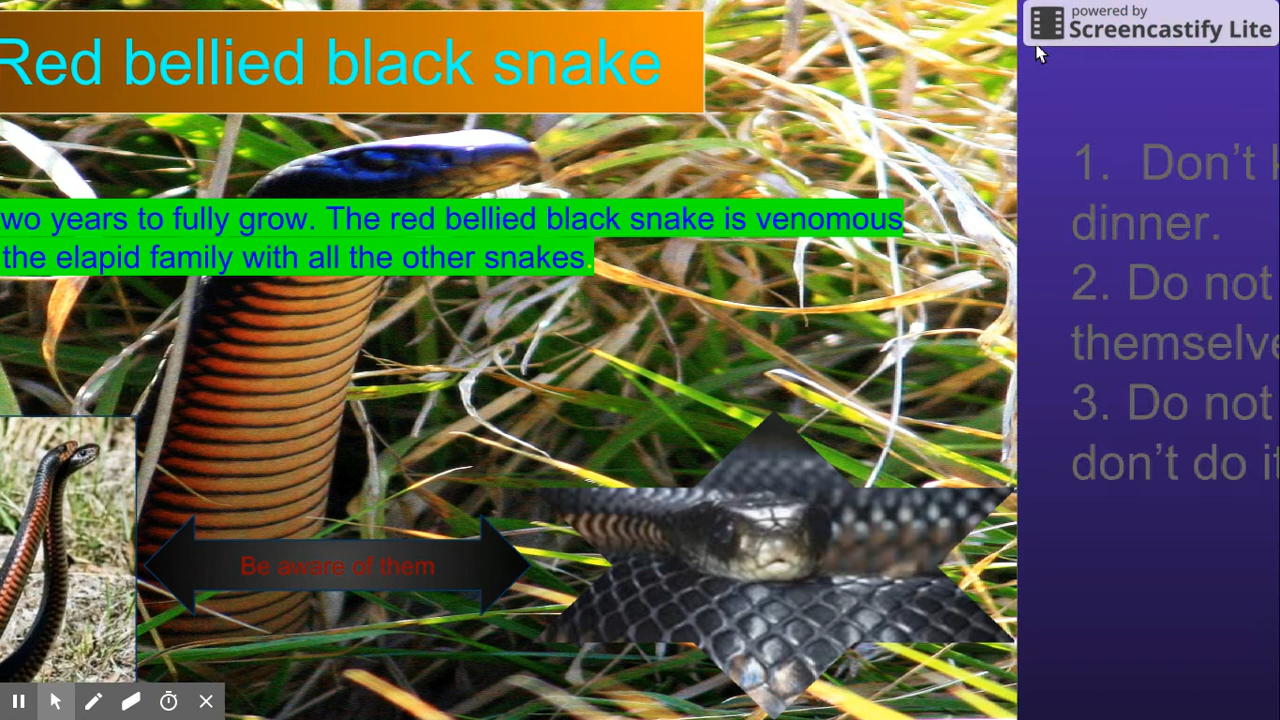 Red bellied black snake
powered by
Screencastify Lite
wo years to fully grow. The red bellied black snake is venomous
the elapid family with all the other snakes.
Be aware of them
1. Don't
dinner.
2. Do not
themselve
3. Do not
don't do it